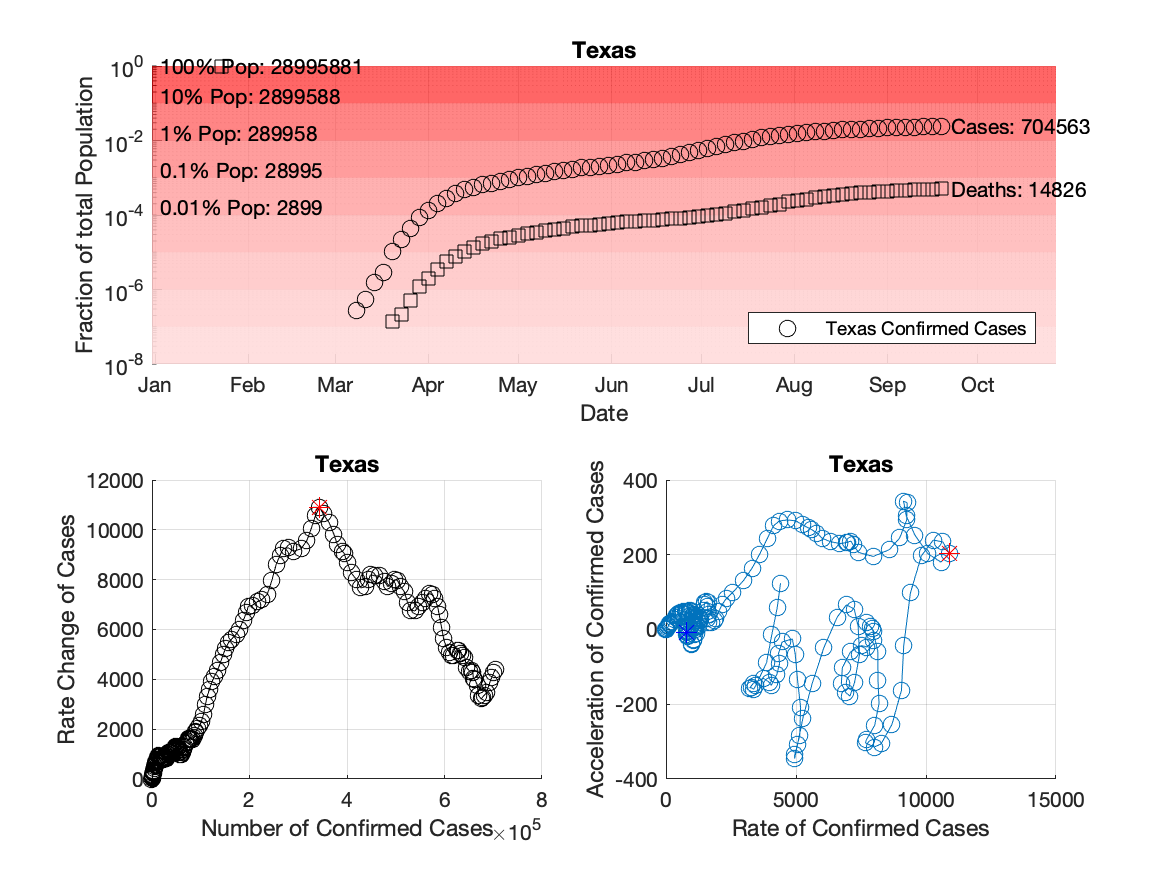 Texas
10^0
10^-2
10^-4
10^-6
10^-8
Fraction of total Population
100% Pop: 28995881
10% Pop: 2899588
1% Pop: 289958
0.1% Pop: 28995
0.01% Pop: 2899
Cases: 704563
Deaths: 14826
Texas Confirmed Cases
Jan Feb Mar Apr May Jun Jul Aug Sep Oct
Date
Texas
12000
10000
8000
6000
4000
2000
0
Rate Change of Cases
0 2 4 6 8
Number of Confirmed Cases ×10^5
Texas
400
200
0
-200
-400
Acceleration of Confirmed Cases
0 5000 10000 15000
Rate of Confirmed Cases